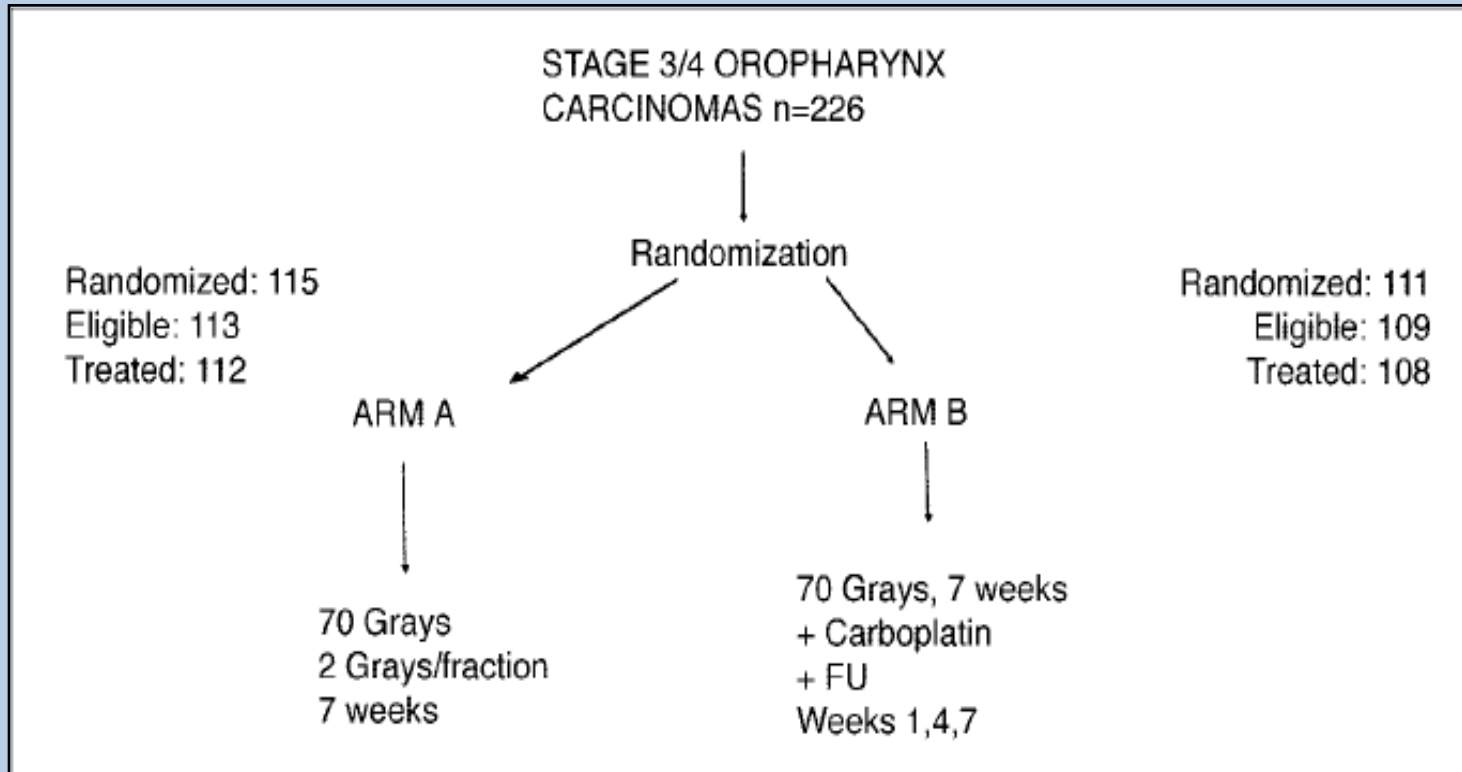 STAGE 3/4 OROPHARYNX
CARCINOMAS n=226
Randomization
Randomized: 115
Eligible: 113
Treated: 112
Randomized: 111
Eligible: 109
Treated: 108
ARM A
ARM B
70 Grays
2 Grays/fraction
7 weeks
70 Grays, 7 weeks
+ Carboplatin
+ FU
Weeks 1,4,7